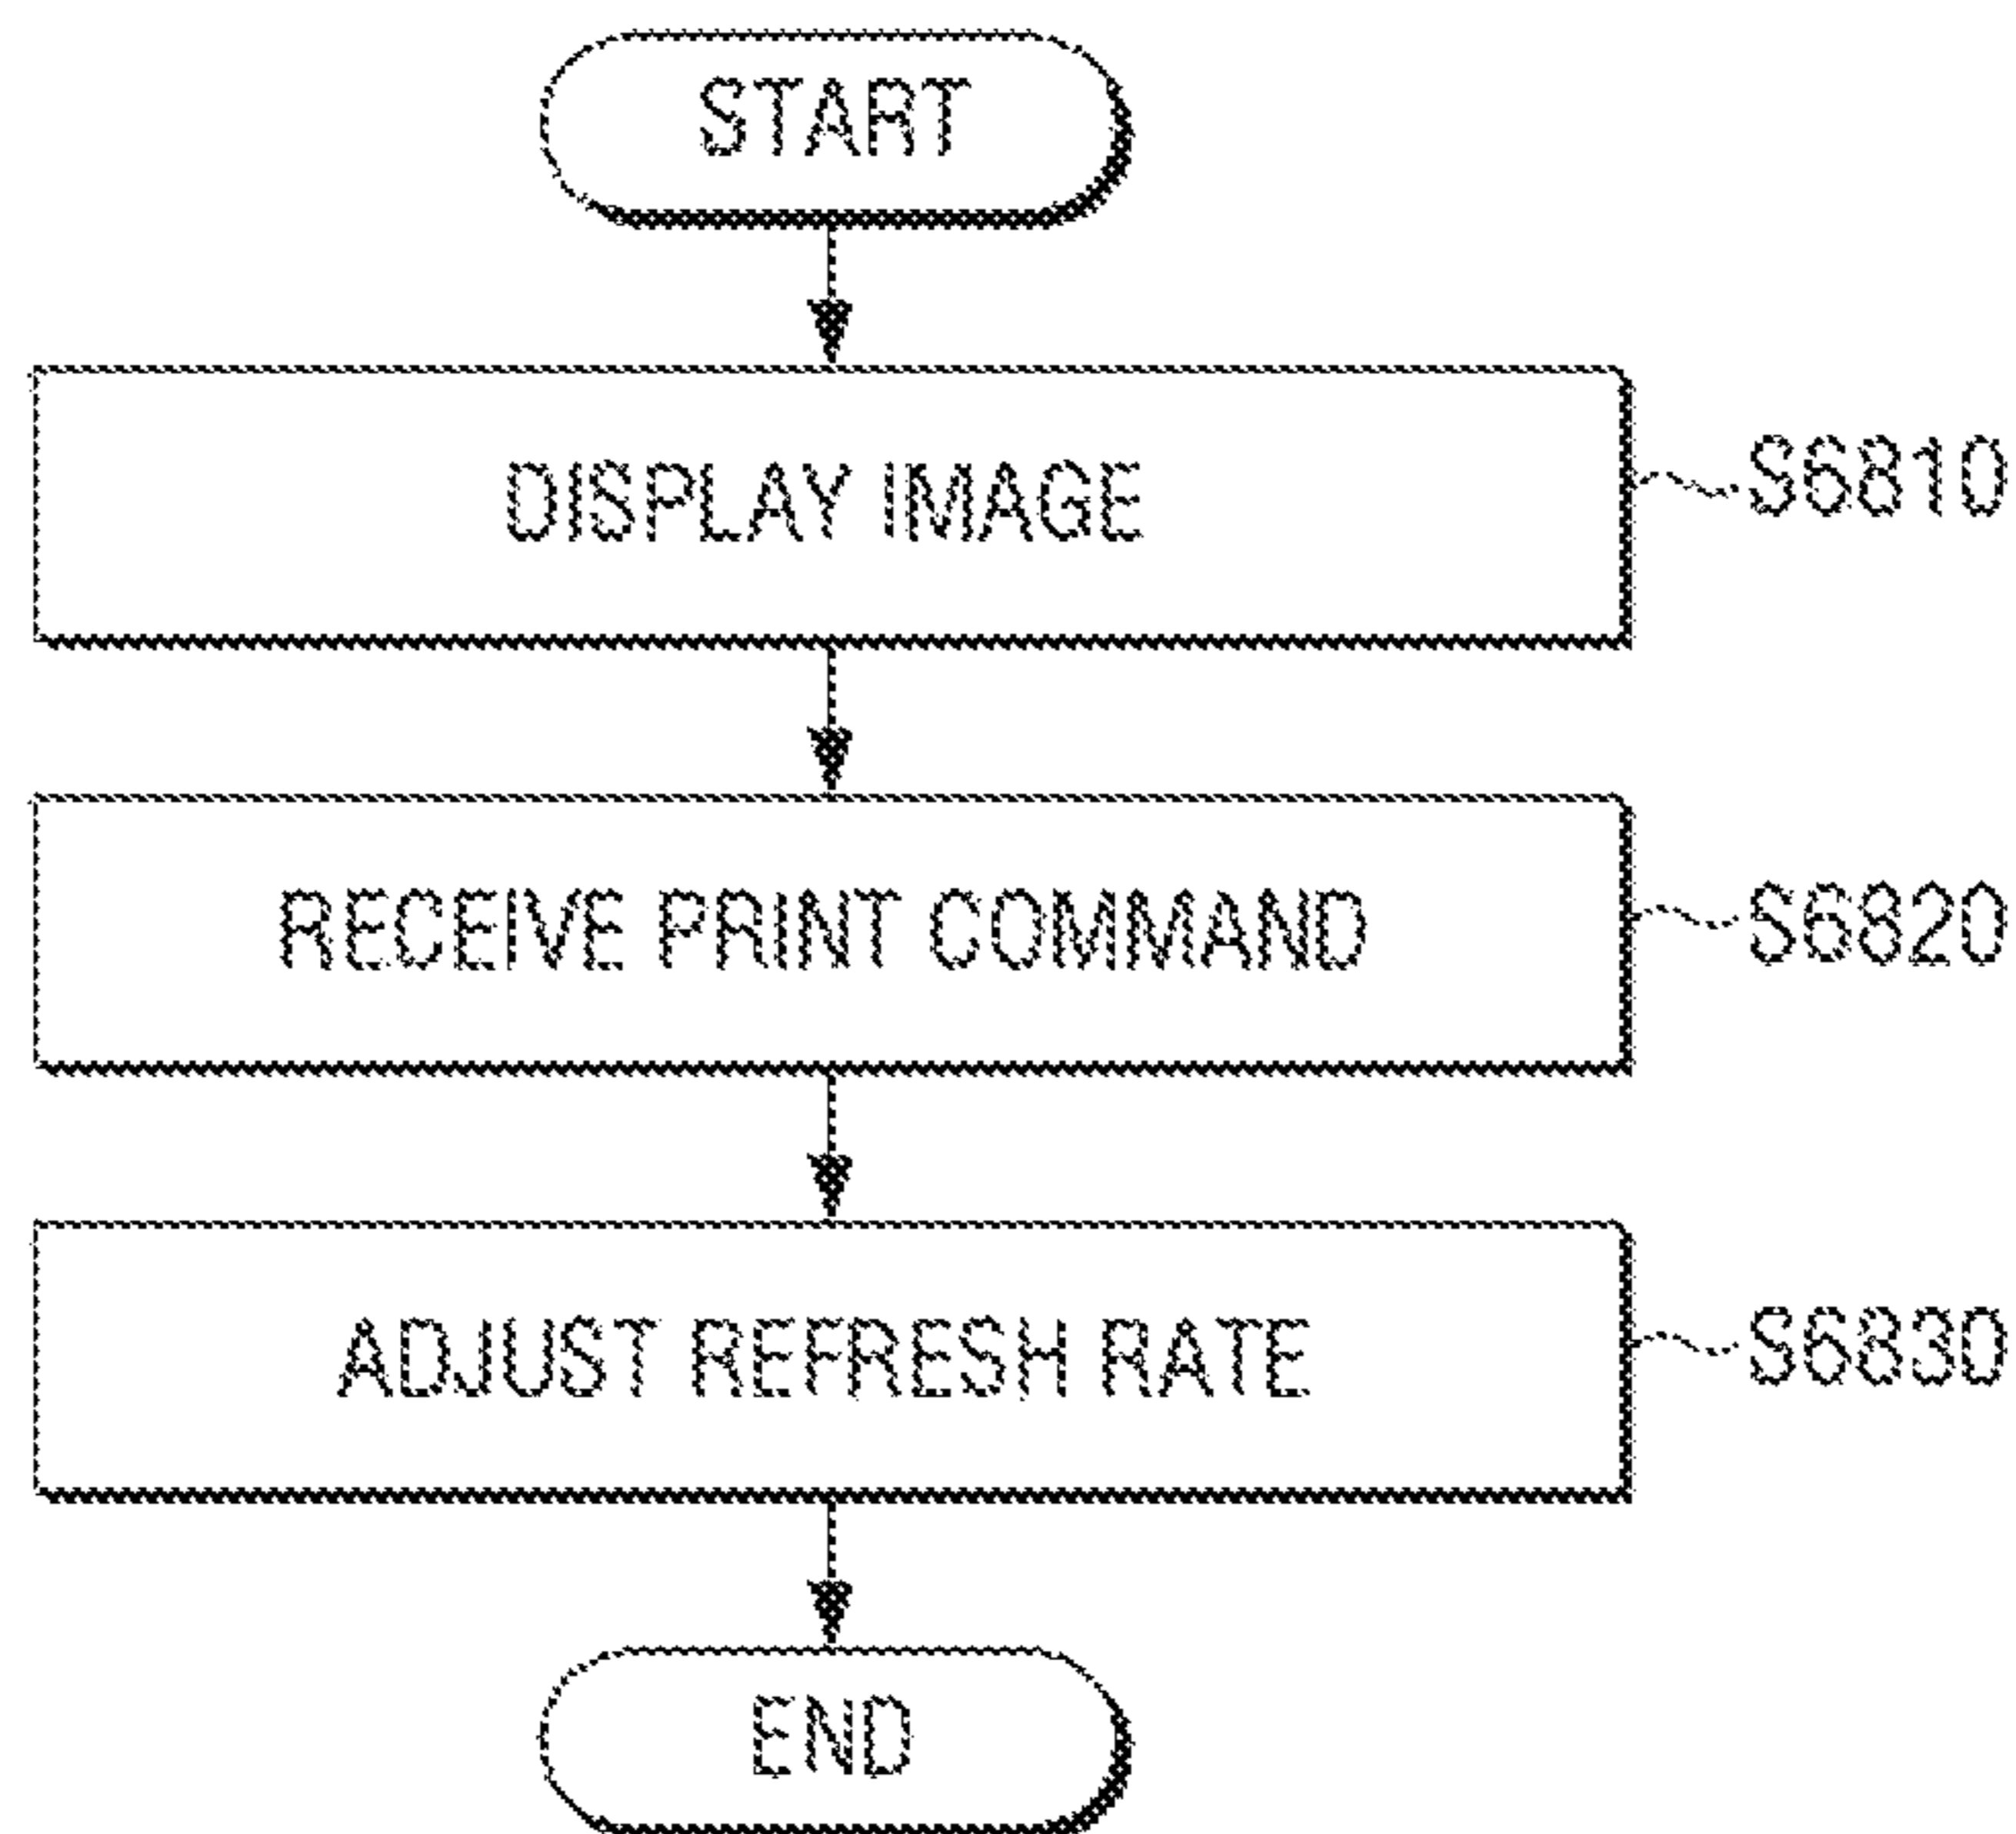 START
DISPLAY IMAGE
S6810
RECEIVE PRINT COMMAND
S6820
ADJUST REFRESH RATE
S6830
END